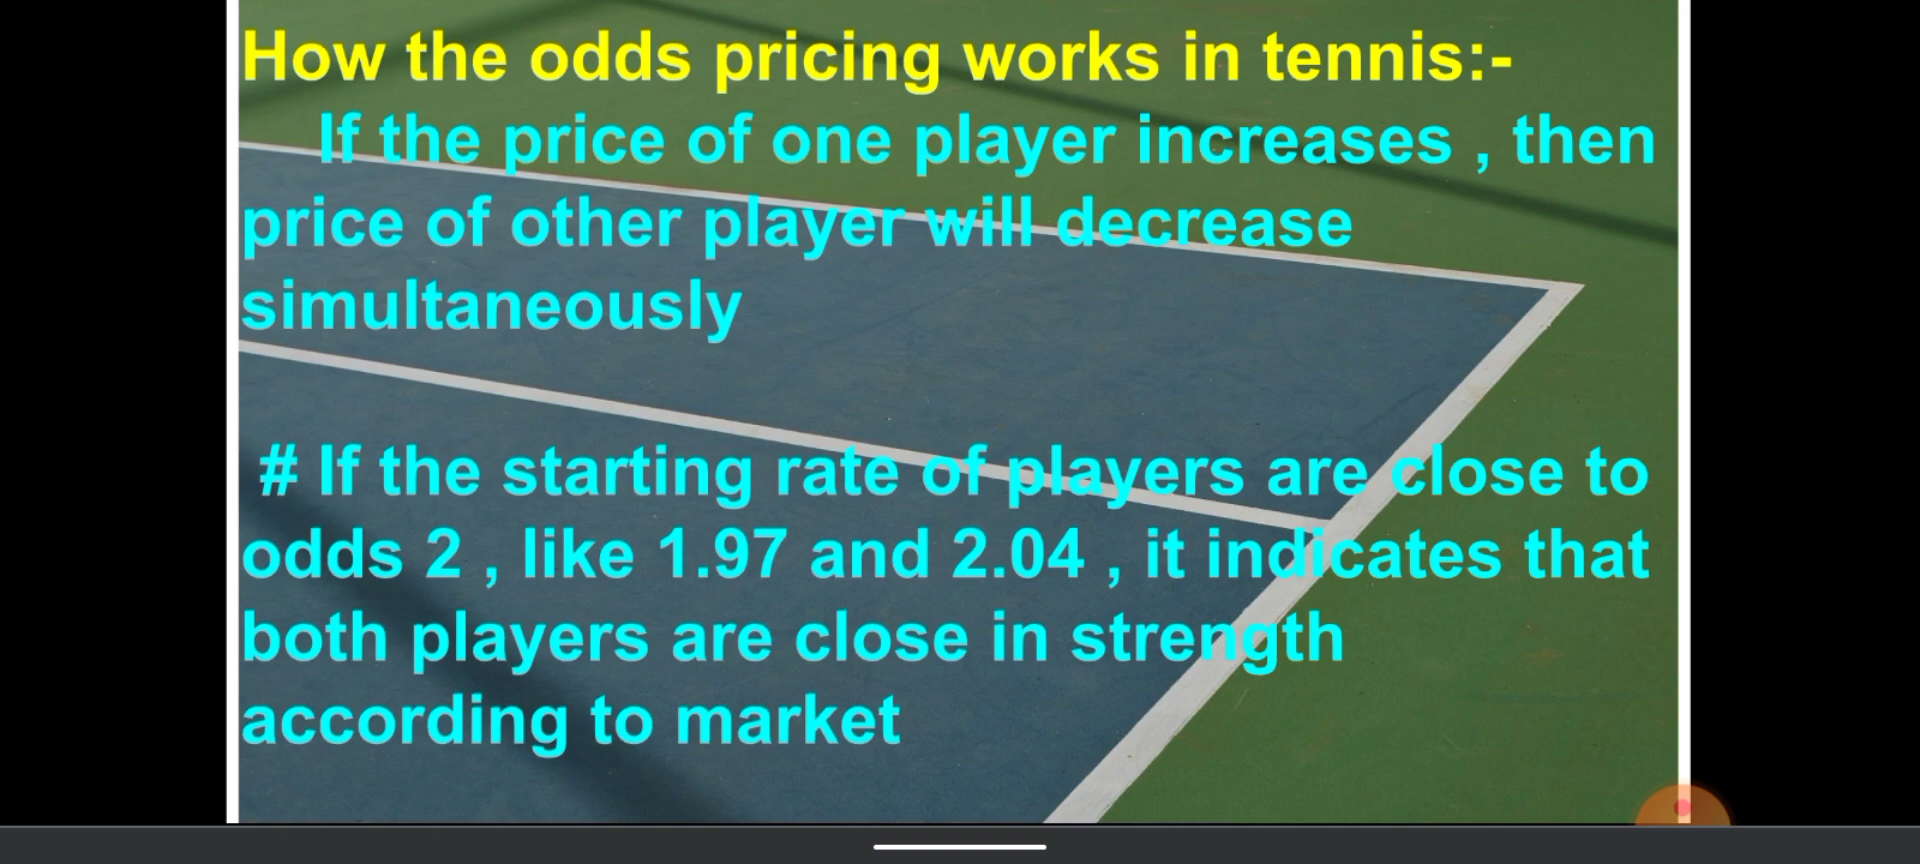 How the odds pricing works in tennis:-
If the price of one player increases , then
price of other player will decrease
simultaneously
# If the starting rate of players are close to
odds 2 , like 1.97 and 2.04 , it indicates that
both players are close in strength
according to market